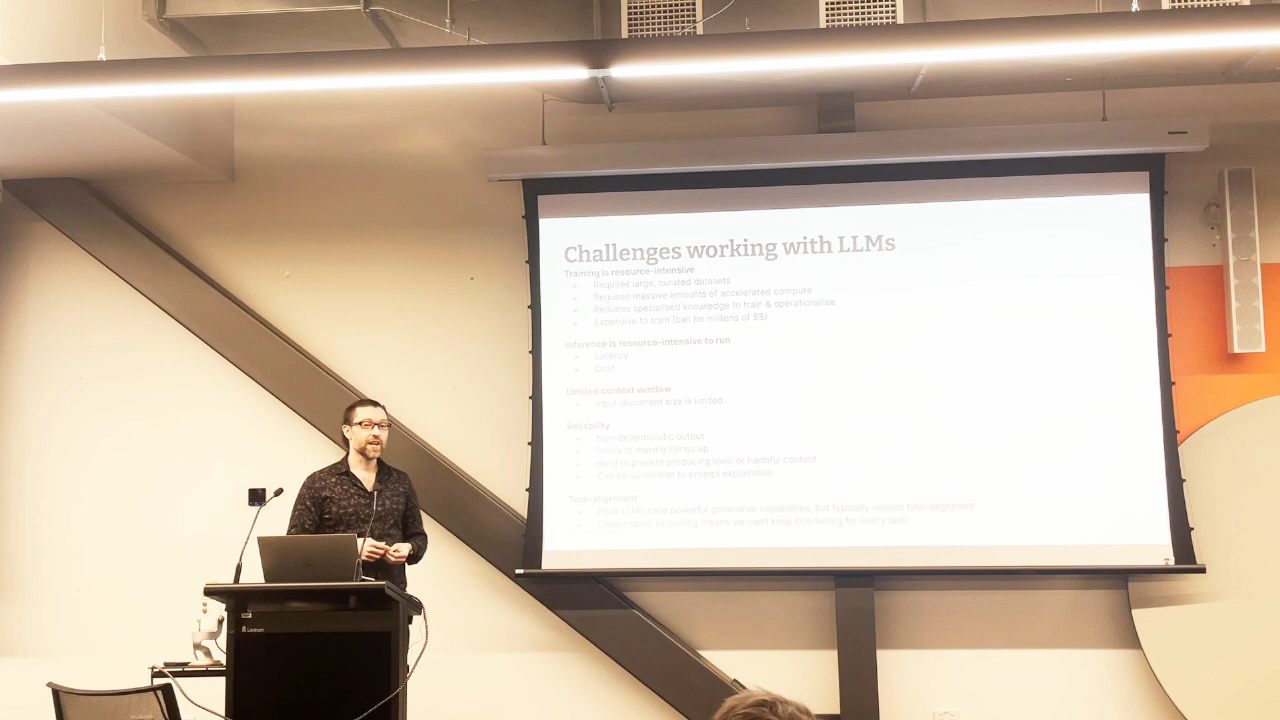 Challenges working with LLMs
Training is resource-intensive
Requires large, curated datasets
Requires massive amounts of accelerated compute
Requires specialised knowledge to train & operationalise
Expensive to train (can be millions of $$)
Inference is resource-intensive to run
Latency
Cost
Limited context window
Input document size is limited
Reliability
Non-deterministic output
Prone to making things up
Hard to prevent producing toxic or harmful content
Can be vulnerable to prompt exploitation
Task-alignment
Base LLMs have powerful generative capabilities, but typically require task-alignment
Catastrophic forgetting means we can't keep fine tuning for every task
Lectrum